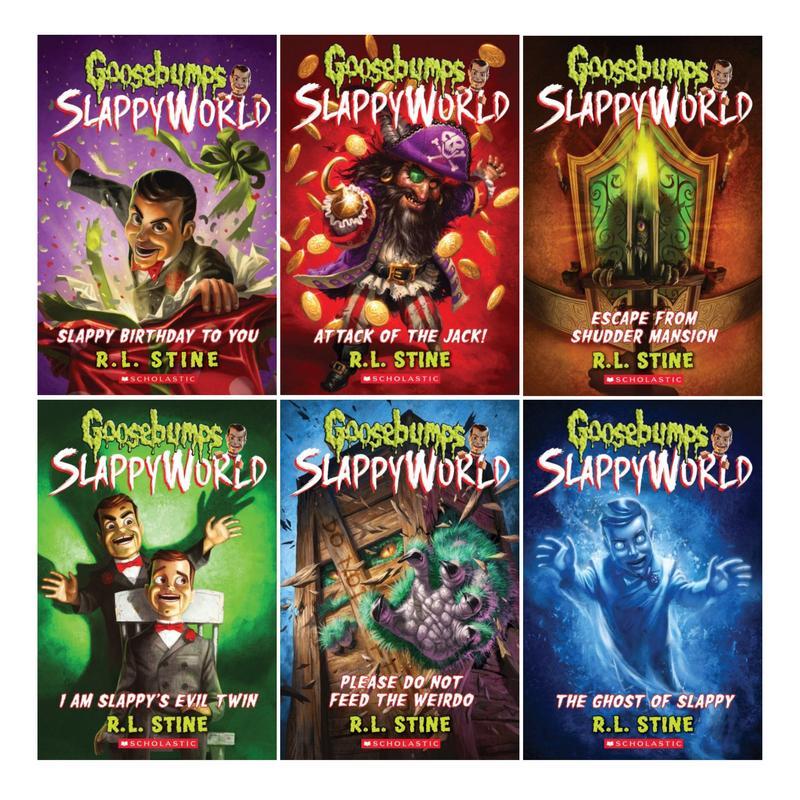 Goosebumps
SLAPPYWORLD
SLAPPY BIRTHDAY TO YOU
R.L. STINE
SCHOLASTIC
Goosebumps
SLAPPYWORLD
ATTACK OF THE JACK!
R.L. STINE
SCHOLASTIC
Goosebumps
SLAPPYWORLD
ESCAPE FROM
SHUDDER MANSION
R.L. STINE
SCHOLASTIC
Goosebumps
SLAPPYWORLD
I AM SLAPPY'S EVIL TWIN
R.L. STINE
SCHOLASTIC
Goosebumps
SLAPPYWORLD
DO NOT
PLEASE DO NOT
FEED THE WEIRDO
R.L. STINE
SCHOLASTIC
Goosebumps
SLAPPYWORLD
THE GHOST OF SLAPPY
R.L. STINE
SCHOLASTIC